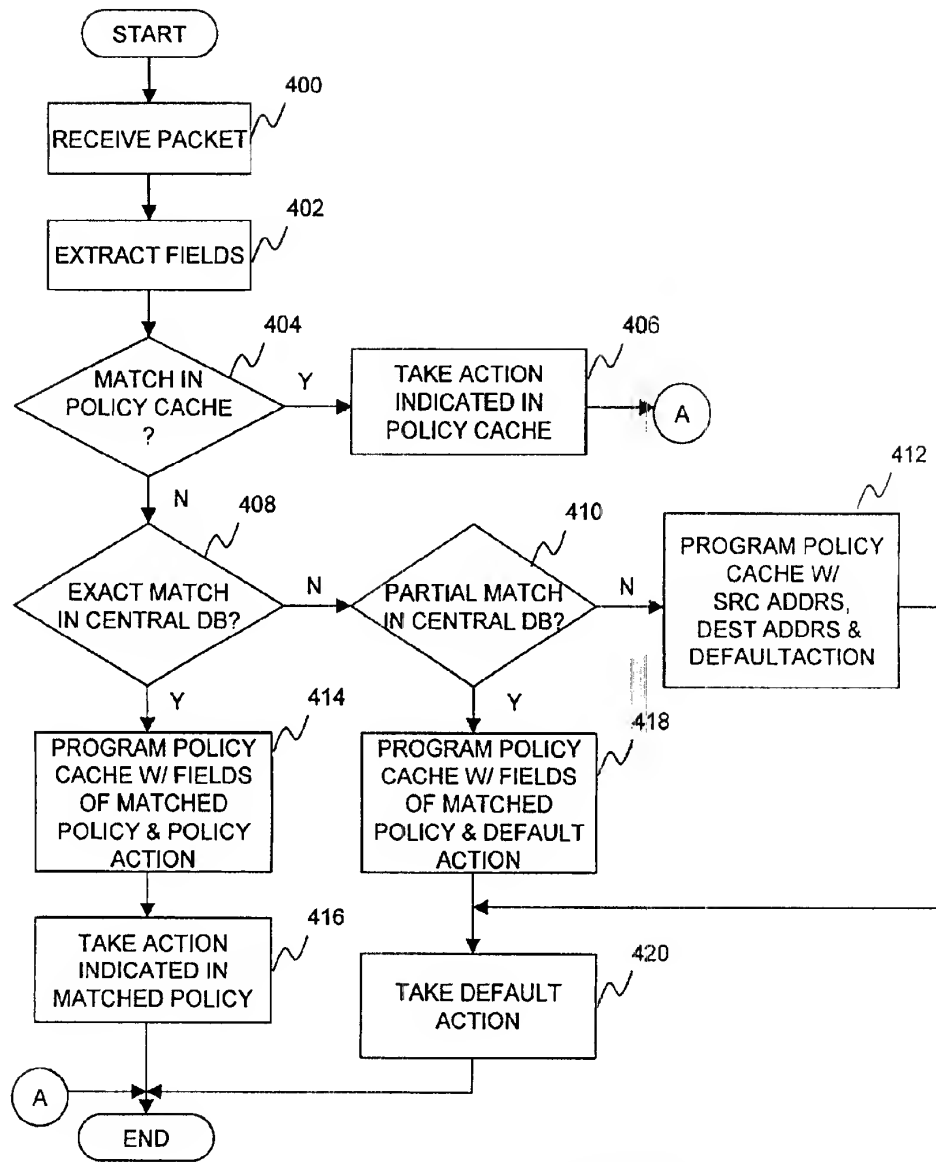 START
400
RECEIVE PACKET
402
EXTRACT FIELDS
404
MATCH IN
POLICY CACHE
?
Y
406
TAKE ACTION
INDICATED IN
POLICY CACHE
A
N
408
EXACT MATCH
IN CENTRAL DB?
N
410
PARTIAL MATCH
IN CENTRAL DB?
N
412
PROGRAM POLICY
CACHE W/
SRC ADDRS,
DEST ADDRS &
DEFAULTACTION
Y
414
PROGRAM POLICY
CACHE W/ FIELDS
OF MATCHED
POLICY & POLICY
ACTION
Y
418
PROGRAM POLICY
CACHE W/ FIELDS
OF MATCHED
POLICY & DEFAULT
ACTION
416
TAKE ACTION
INDICATED IN
MATCHED POLICY
420
TAKE DEFAULT
ACTION
A
END